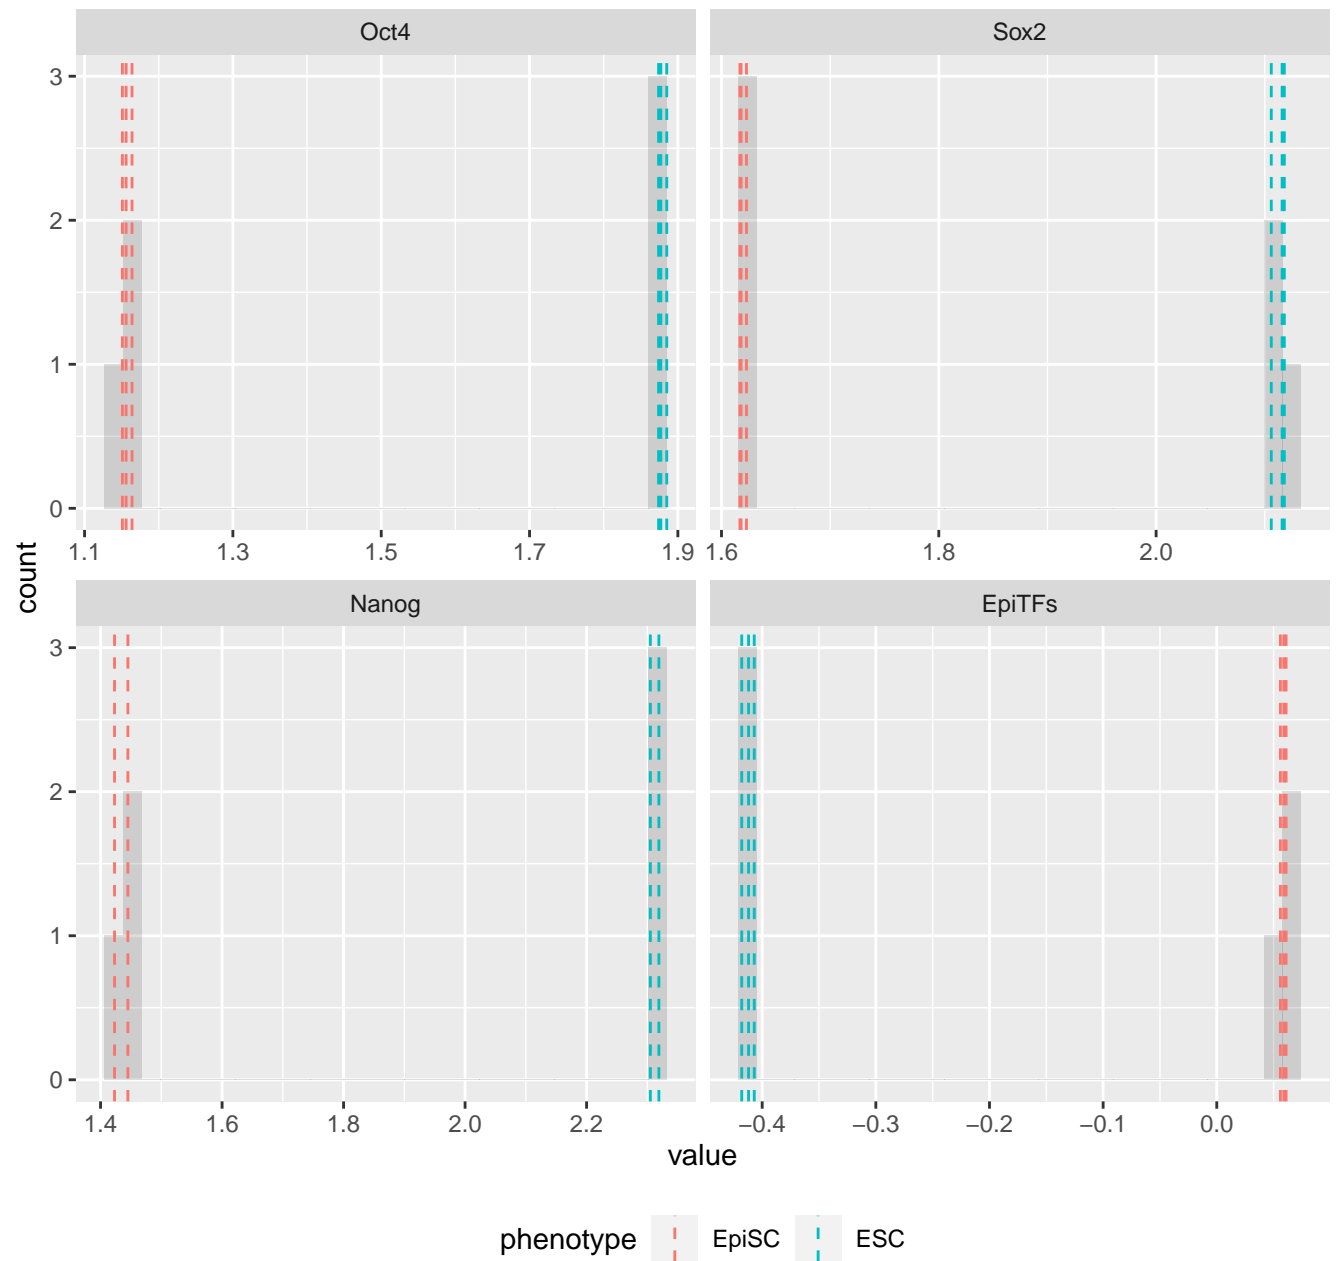 Oct4 Sox2
3
2
1
0
1.1 1.3 1.5 1.7 1.9 1.6 1.8 2.0
count
Nanog EpiTFs
3
2
1
0
1.4 1.6 1.8 2.0 2.2 −0.4 −0.3 −0.2 −0.1 0.0
value
phenotype EpiSC ESC